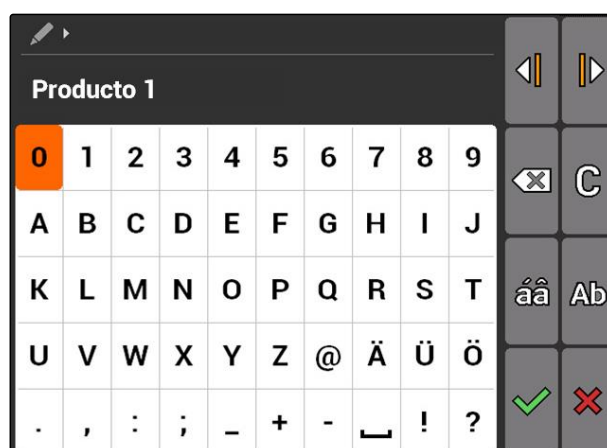 Producto 1
0 1 2 3 4 5 6 7 8 9
A B C D E F G H I J
K L M N O P Q R S T
U V W X Y Z @ Ä Ü Ö
. , : ; _ + - ⎵ ! ?
C
áâ Ab